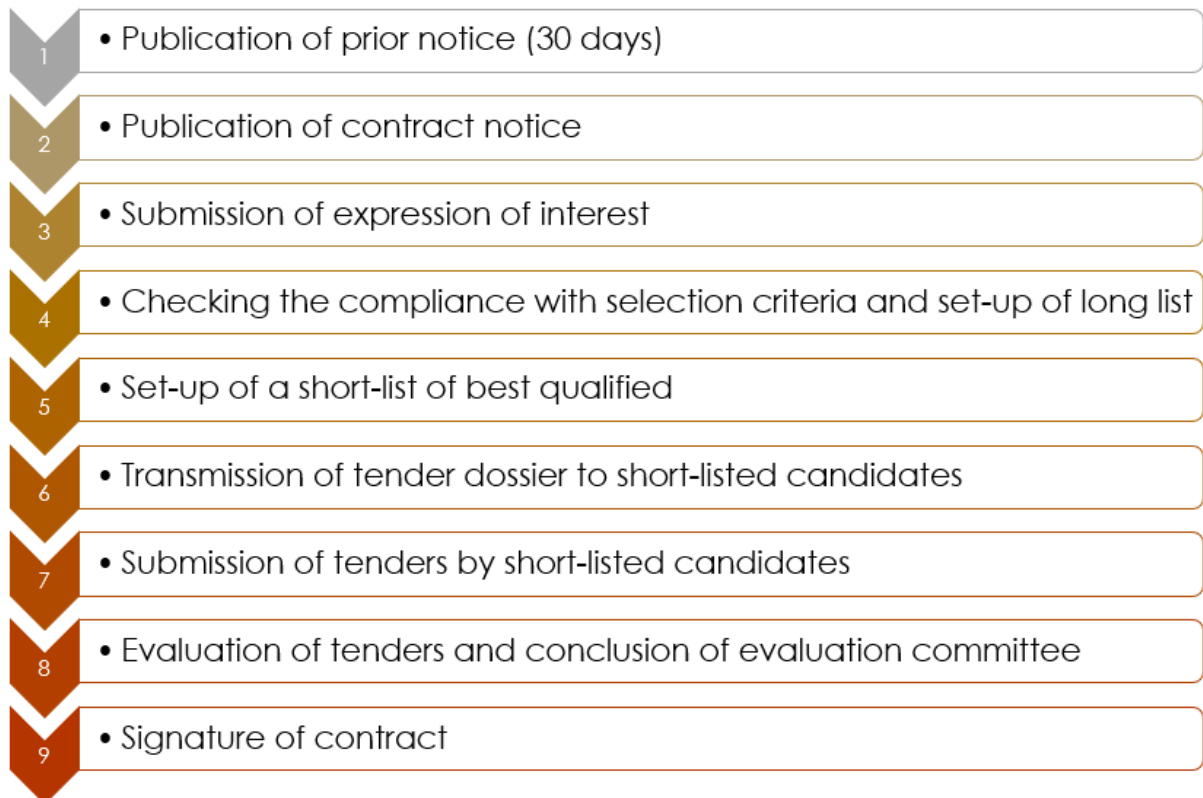 1
• Publication of prior notice (30 days)
2
• Publication of contract notice
3
• Submission of expression of interest
4
• Checking the compliance with selection criteria and set-up of long list
5
• Set-up of a short-list of best qualified
6
• Transmission of tender dossier to short-listed candidates
7
• Submission of tenders by short-listed candidates
8
• Evaluation of tenders and conclusion of evaluation committee
9
• Signature of contract